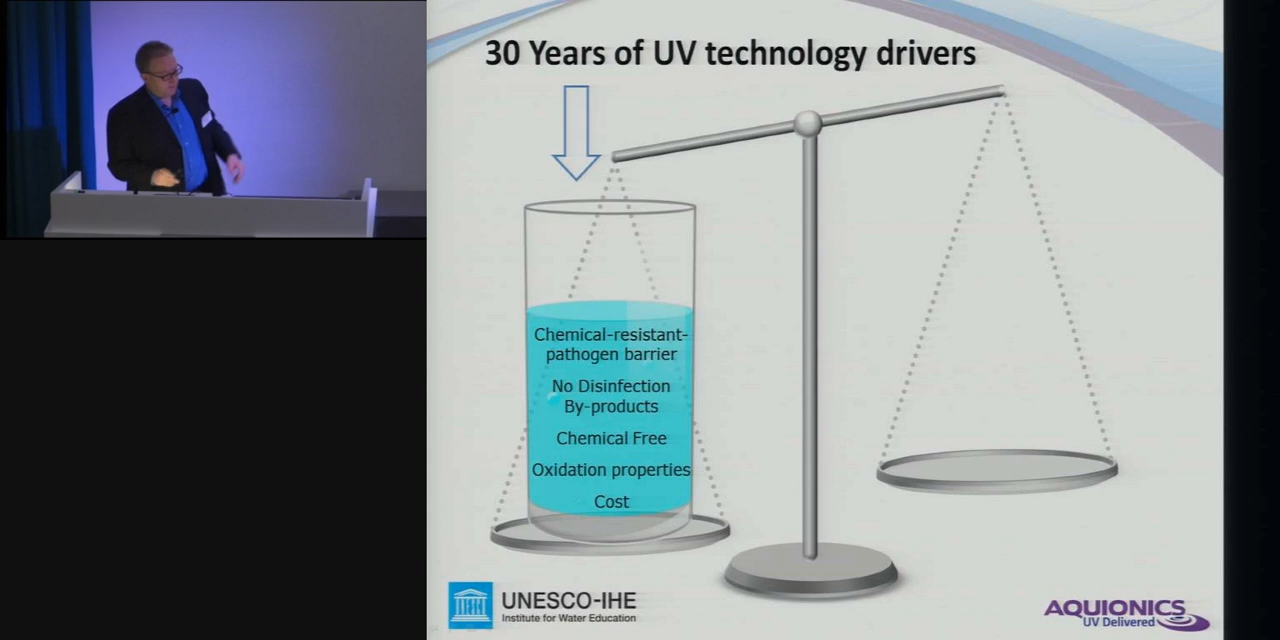 30 Years of UV technology drivers
Chemical-resistant-
pathogen barrier
No Disinfection
By-products
Chemical Free
Oxidation properties
Cost
UNESCO-IHE
Institute for Water Education
AQUIONICS
UV Delivered